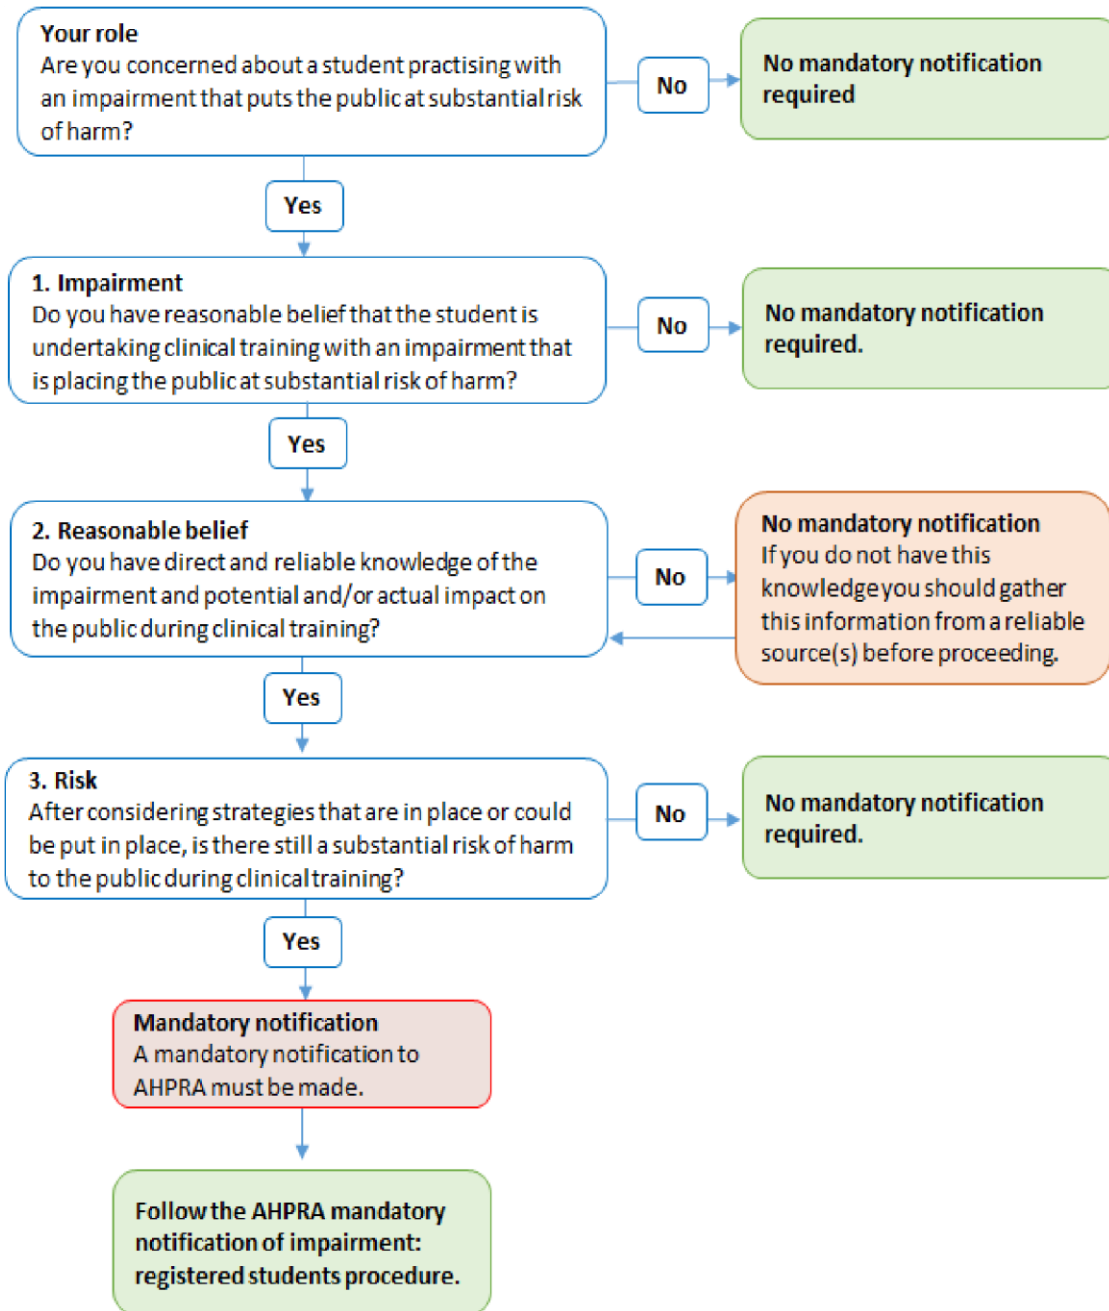 Your role
Are you concerned about a student practising with
an impairment that puts the public at substantial risk
of harm?
No
No mandatory notification
required
Yes
1. Impairment
Do you have reasonable belief that the student is
undertaking clinical training with an impairment that
is placing the public at substantial risk of harm?
No
No mandatory notification
required.
Yes
2. Reasonable belief
Do you have direct and reliable knowledge of the
impairment and potential and/or actual impact on
the public during clinical training?
No
No mandatory notification
If you do not have this
knowledge you should gather
this information from a reliable
source(s) before proceeding.
Yes
3. Risk
After considering strategies that are in place or could
be put in place, is there still a substantial risk of harm
to the public during clinical training?
No
No mandatory notification
required.
Yes
Mandatory notification
A mandatory notification to
AHPRA must be made.
Follow the AHPRA mandatory
notification of impairment:
registered students procedure.